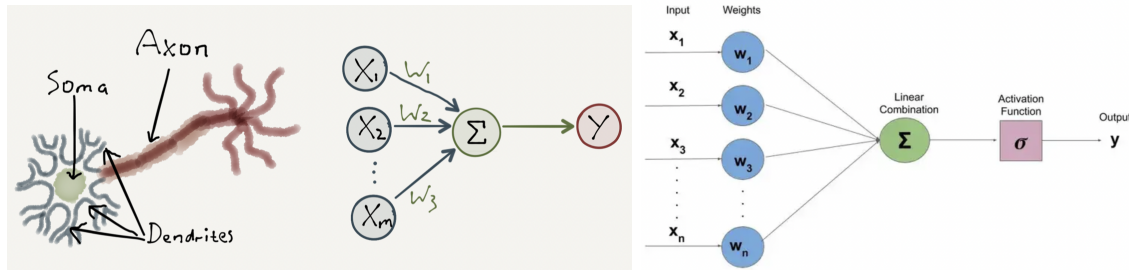 Axon
Soma
Dendrites
X1
X2
Xm
W1
W2
W3
Σ
Y
Input
Weights
x1
x2
x3
xn
w1
w2
w3
wn
Linear
Combination
Σ
Activation
Function
σ
Output
y